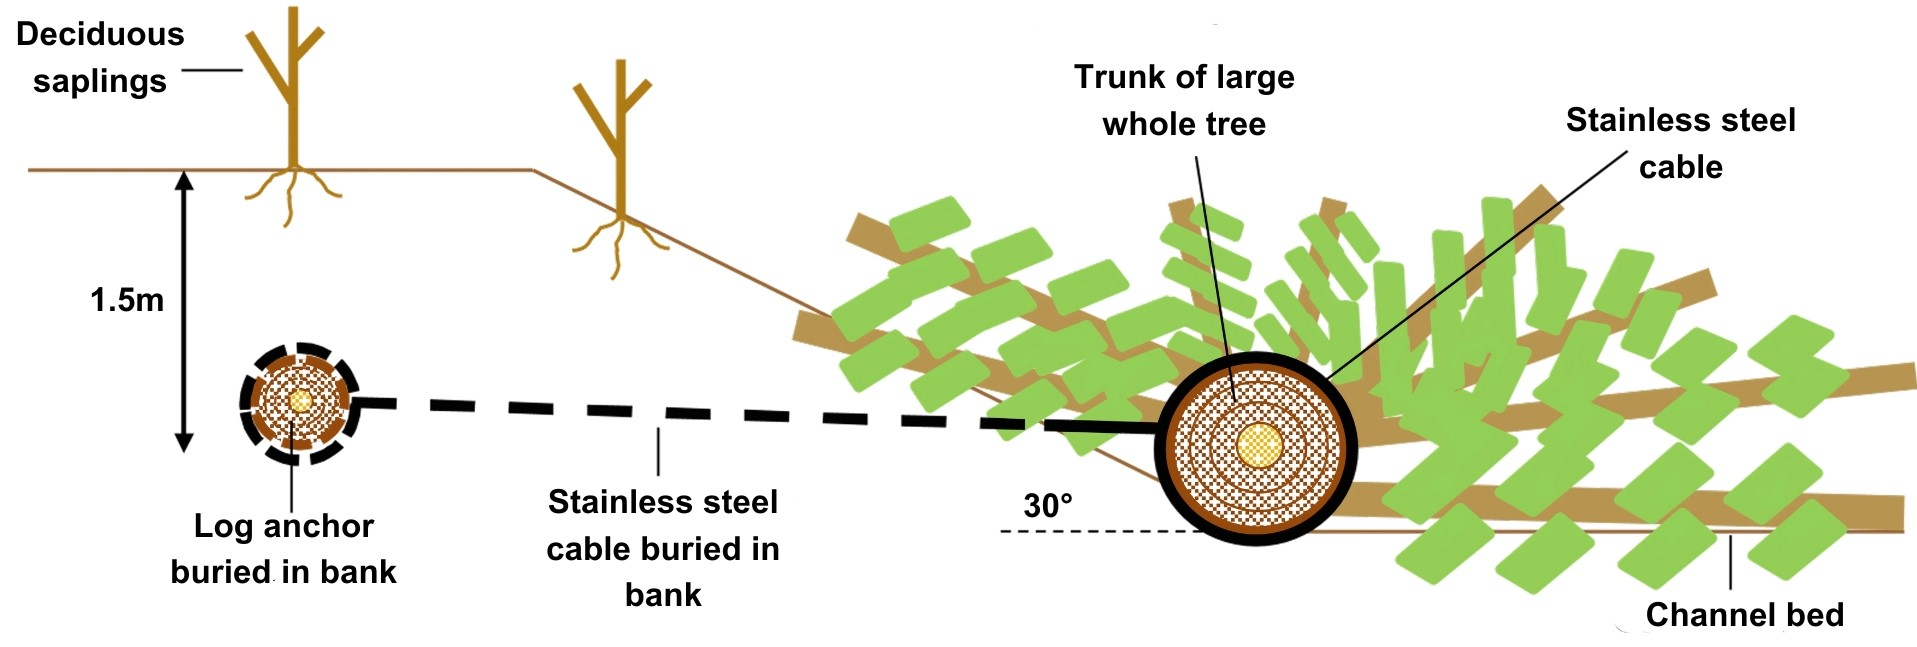 Deciduous
saplings
Trunk of large
whole tree
Stainless steel
cable
1.5m
30°
Log anchor
buried in bank
Stainless steel
cable buried in
bank
Channel bed